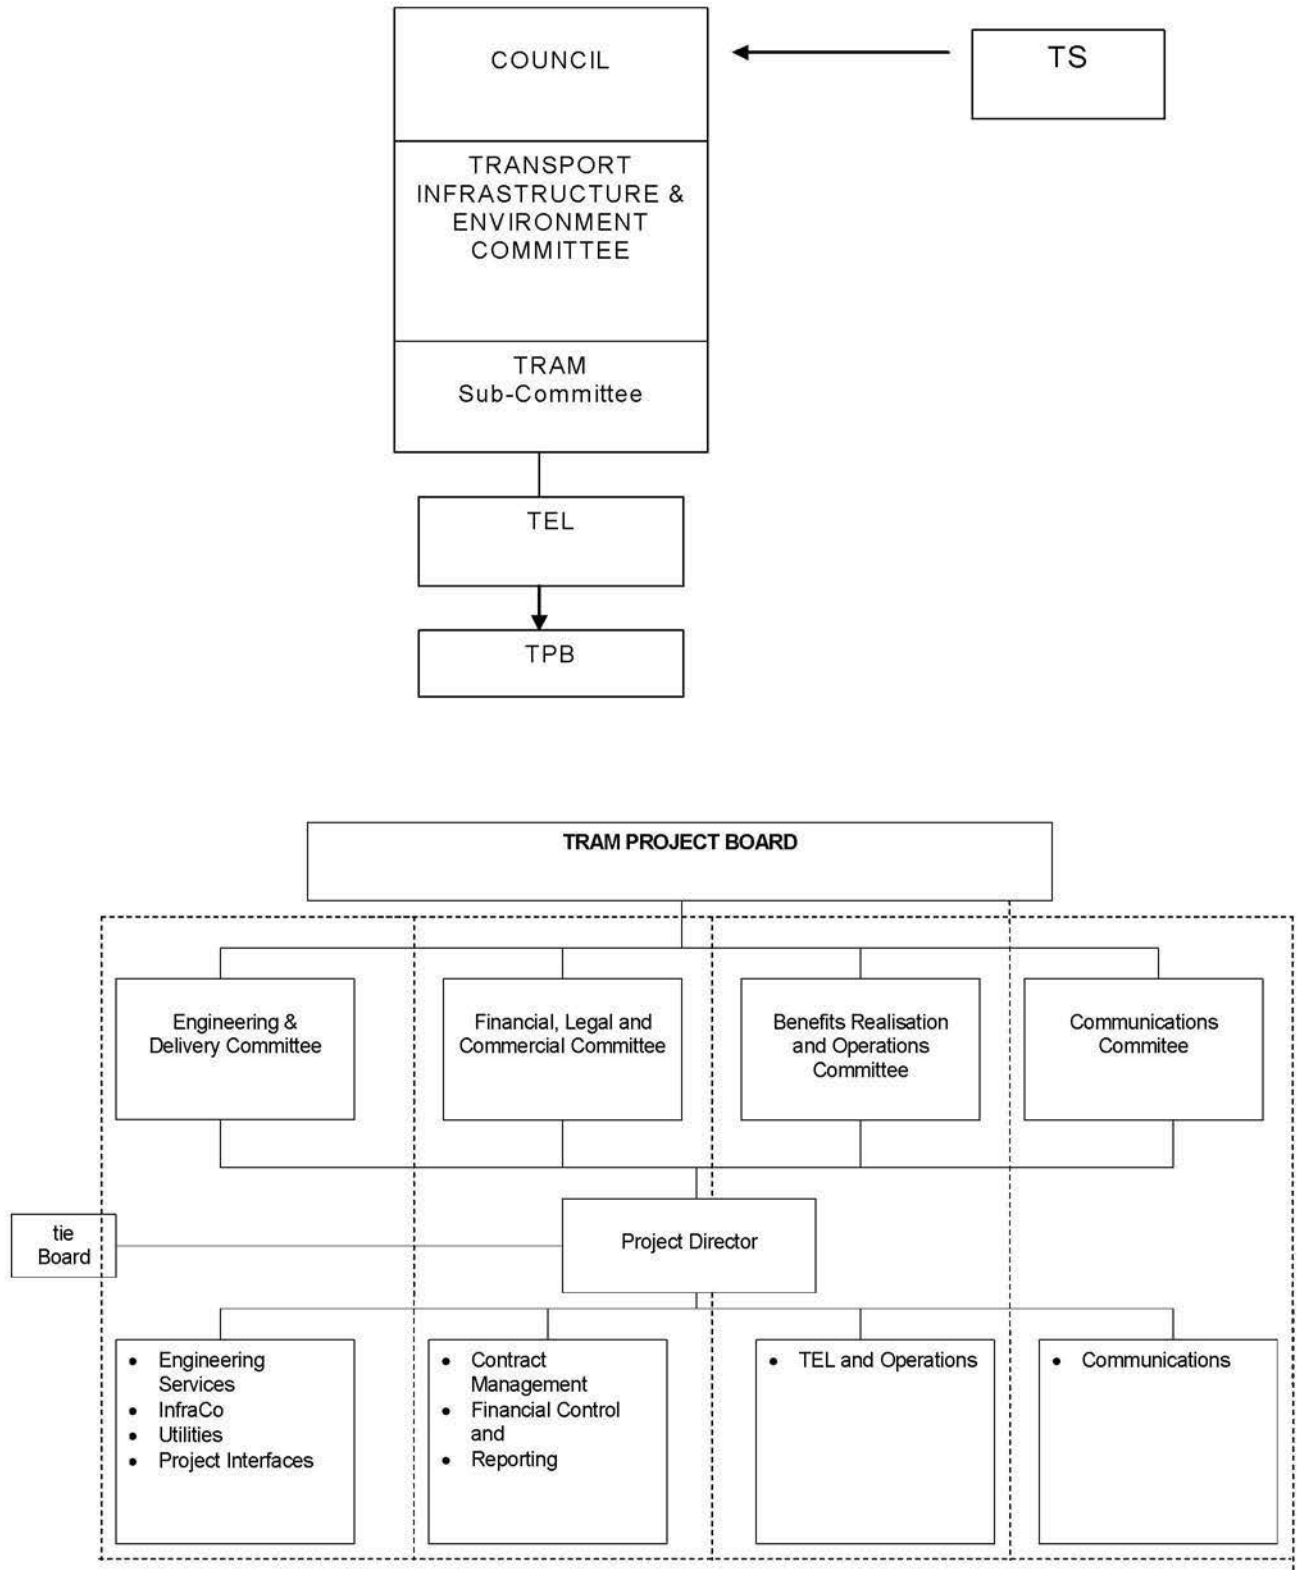 COUNCIL
TS
TRANSPORT
INFRASTRUCTURE &
ENVIRONMENT
COMMITTEE
TRAM
Sub-Committee
TEL
TPB
TRAM PROJECT BOARD
Engineering &
Delivery Committee
Financial, Legal and
Commercial Committee
Benefits Realisation
and Operations
Committee
Communications
Commitee
tie
Board
Project Director
• Engineering
Services
• InfraCo
• Utilities
• Project Interfaces
• Contract
Management
• Financial Control
and
• Reporting
• TEL and Operations
• Communications